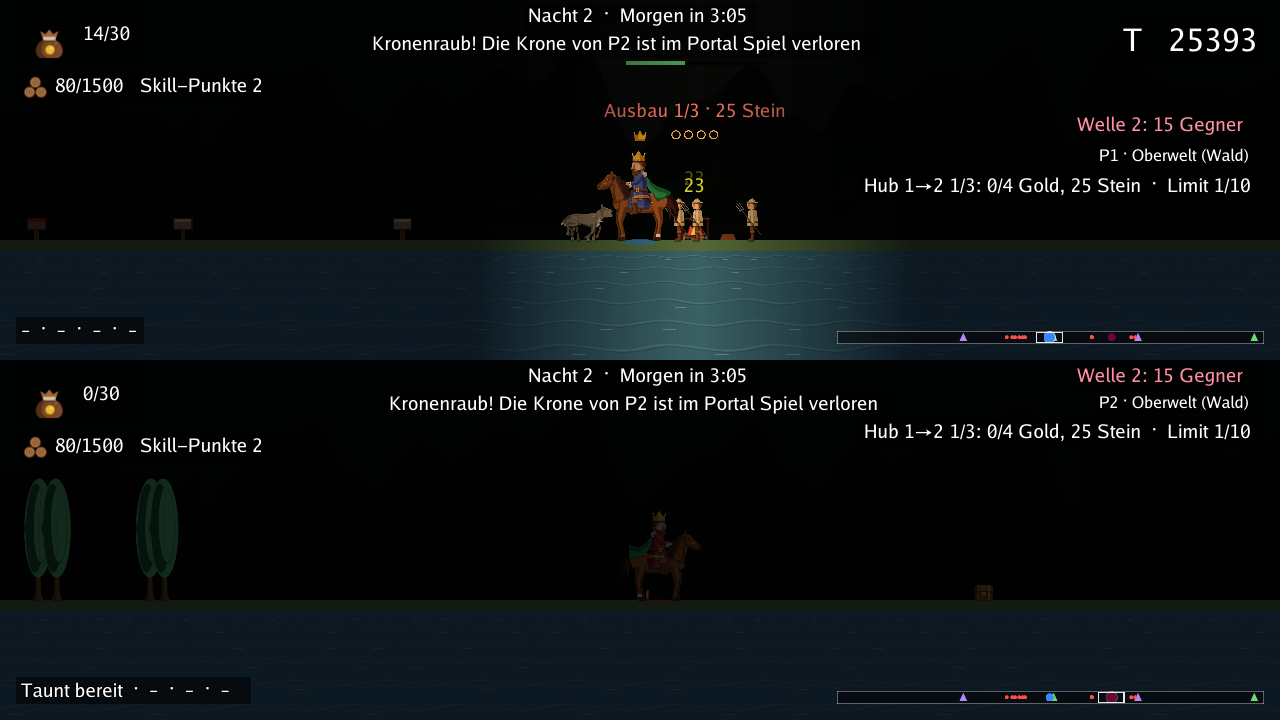 14/30
80/1500 Skill-Punkte 2
Nacht 2 · Morgen in 3:05
Kronenraub! Die Krone von P2 ist im Portal Spiel verloren
T 25393
Ausbau 1/3 · 25 Stein
23
Welle 2: 15 Gegner
P1 · Oberwelt (Wald)
Hub 1→2 1/3: 0/4 Gold, 25 Stein · Limit 1/10
- · - · - · -
0/30
80/1500 Skill-Punkte 2
Nacht 2 · Morgen in 3:05
Kronenraub! Die Krone von P2 ist im Portal Spiel verloren
Welle 2: 15 Gegner
P2 · Oberwelt (Wald)
Hub 1→2 1/3: 0/4 Gold, 25 Stein · Limit 1/10
Taunt bereit · - · - · -